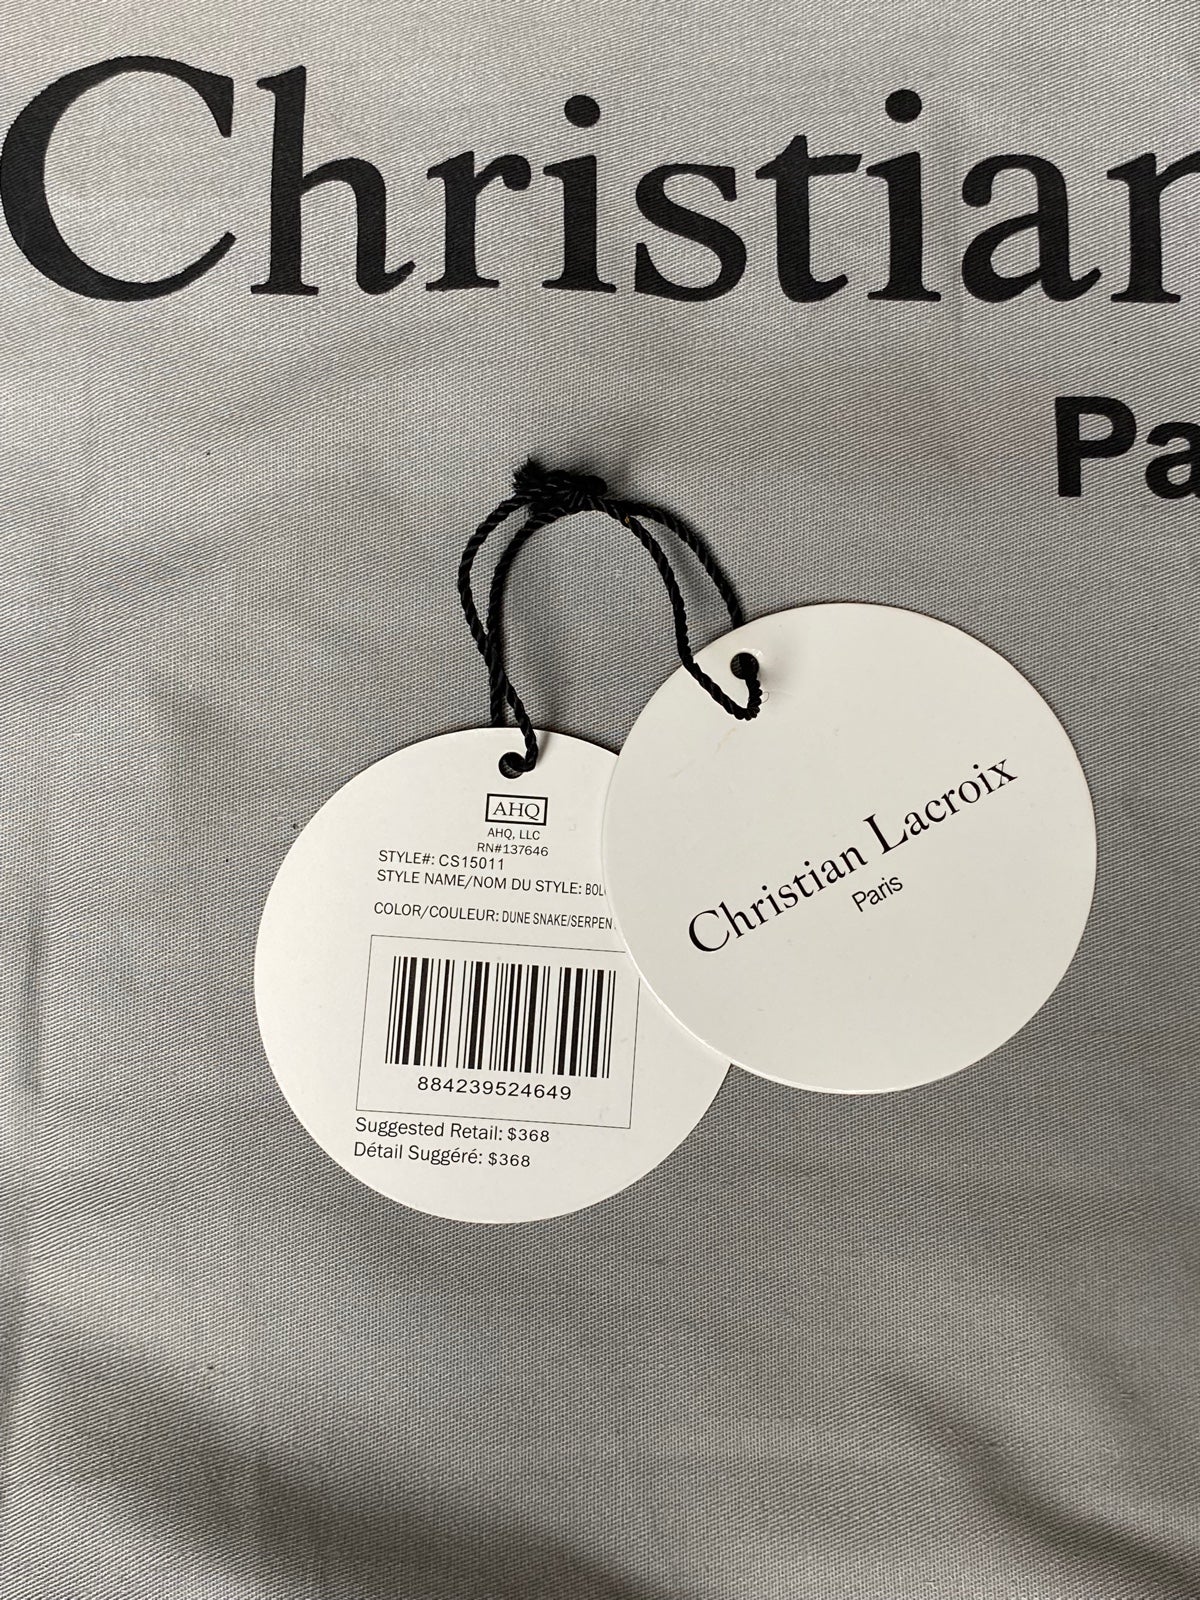 Christian
Pa
AHQ
AHQ, LLC
RN#137646
STYLE#: CS15011
STYLE NAME/NOM DU STYLE:
COLOR/COULEUR: DUNE SNAKE/SERPEN
884239524649
Suggested Retail: $368
Détail Suggéré: $368
Christian Lacroix
Paris